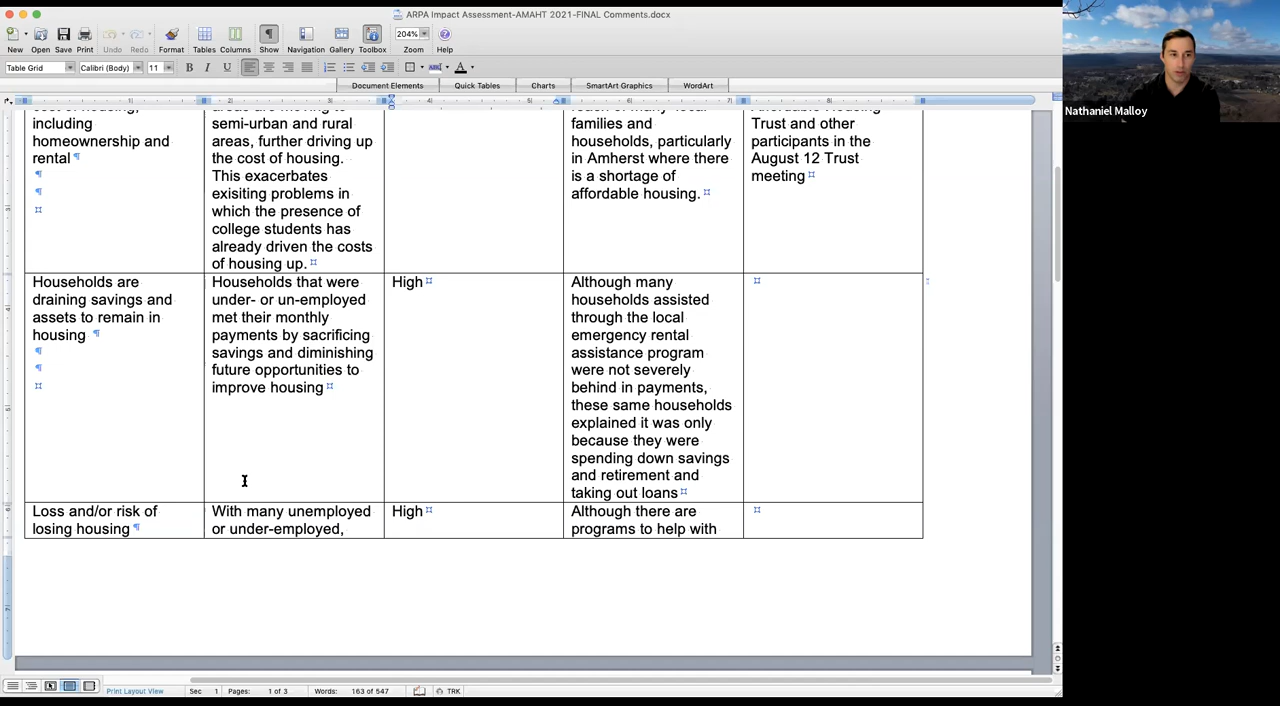 ARPA Impact Assessment-AMAHT 2021-FINAL Comments.docx
New Open Save Print Undo Redo Format Tables Columns Show Navigation Gallery Toolbox Zoom Help
204%
Table Grid Calibri (Body) 11 B I U
Document Elements Quick Tables Charts SmartArt Graphics WordArt
including
homeownership and
rental
semi-urban and rural
areas, further driving up
the cost of housing.
This exacerbates
exisiting problems in
which the presence of
college students has
already driven the costs
of housing up.
families and
households, particularly
in Amherst where there
is a shortage of
affordable housing.
Trust and other
participants in the
August 12 Trust
meeting
Households are
draining savings and
assets to remain in
housing
Households that were
under- or un-employed
met their monthly
payments by sacrificing
savings and diminishing
future opportunities to
improve housing
High
Although many
households assisted
through the local
emergency rental
assistance program
were not severely
behind in payments,
these same households
explained it was only
because they were
spending down savings
and retirement and
taking out loans
Loss and/or risk of
losing housing
With many unemployed
or under-employed,
High
Although there are
programs to help with
Print Layout View Sec 1 Pages: 1 of 3 Words: 163 of 547 TRK
Nathaniel Malloy